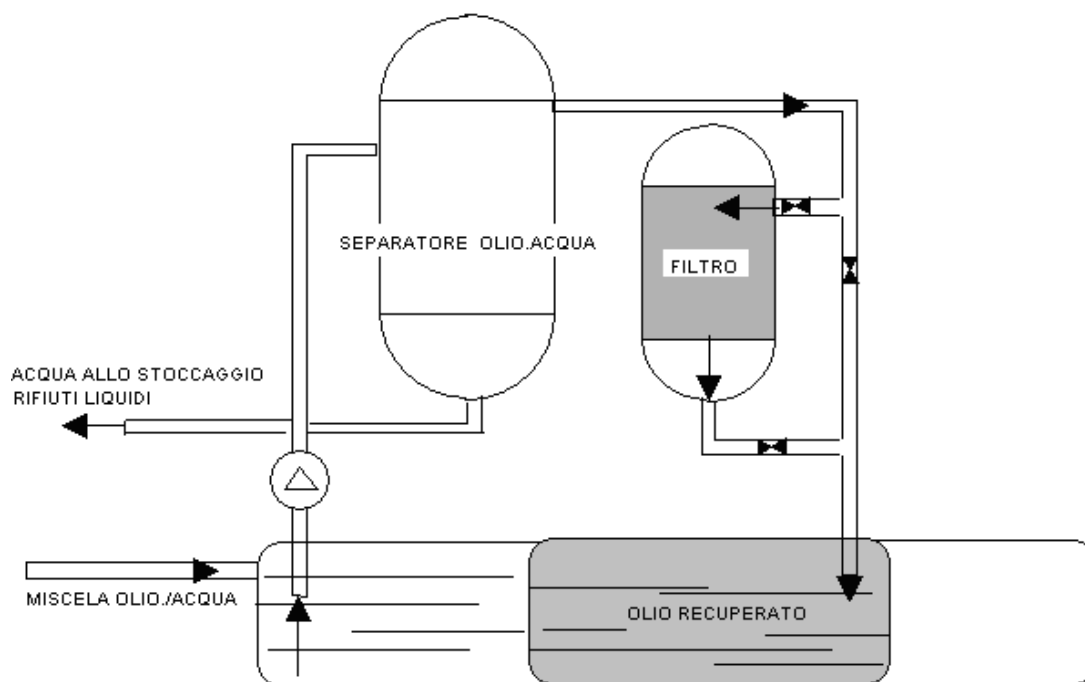 SEPARATORE OLIO.ACQUA
FILTRO
ACQUA ALLO STOCCAGGIO
RIFIUTI LIQUIDI
MISCELA OLIO./ACQUA
OLIO RECUPERATO